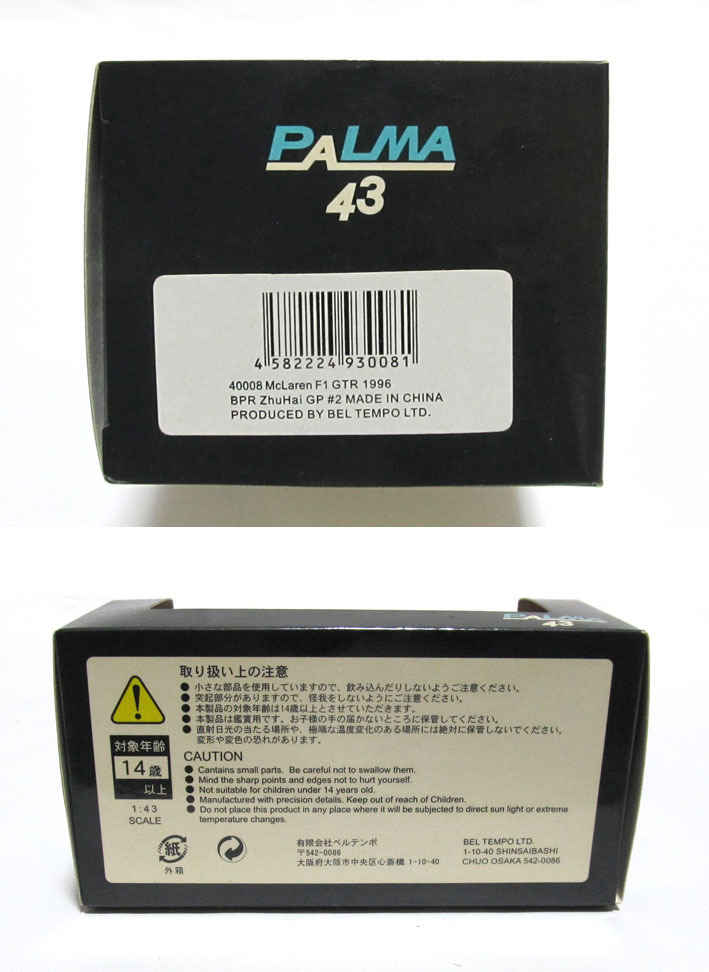 PALMA
43
4 582224 930081
40008 McLaren F1 GTR 1996
BPR ZhuHai GP #2 MADE IN CHINA
PRODUCED BY BEL TEMPO LTD.
PALMA
43
取り扱い上の注意
● 小さな部品を使用していますので、飲み込んだりしないようご注意ください。
● 突起部分がありますので、怪我をしないようにご注意ください。
● 本製品の対象年齢は14歳以上とさせていただきます。
● 本製品は鑑賞用です。お子様の手の届かないところに保管してください。
● 直射日光の当たる場所や、極端な温度変化のある場所には絶対に保管しないでください。
変形や変色の恐れがあります。
対象年齢
14歳
以上
1:43
SCALE
CAUTION
● Cantains small parts. Be careful not to swallow them.
● Mind the sharp points and edges not to hurt yourself.
● Not suitable for children under 14 years old.
● Manufactured with precision details. Keep out of reach of Children.
● Do not place this product in any place where it will be subjected to direct sun light or extreme
temperature changes.
紙
外箱
有限会社ベルテンポ
〒542-0086
大阪府大阪市中央区心斎橋 1-10-40
BEL TEMPO LTD.
1-10-40 SHINSAIBASHI
CHUO OSAKA 542-0086